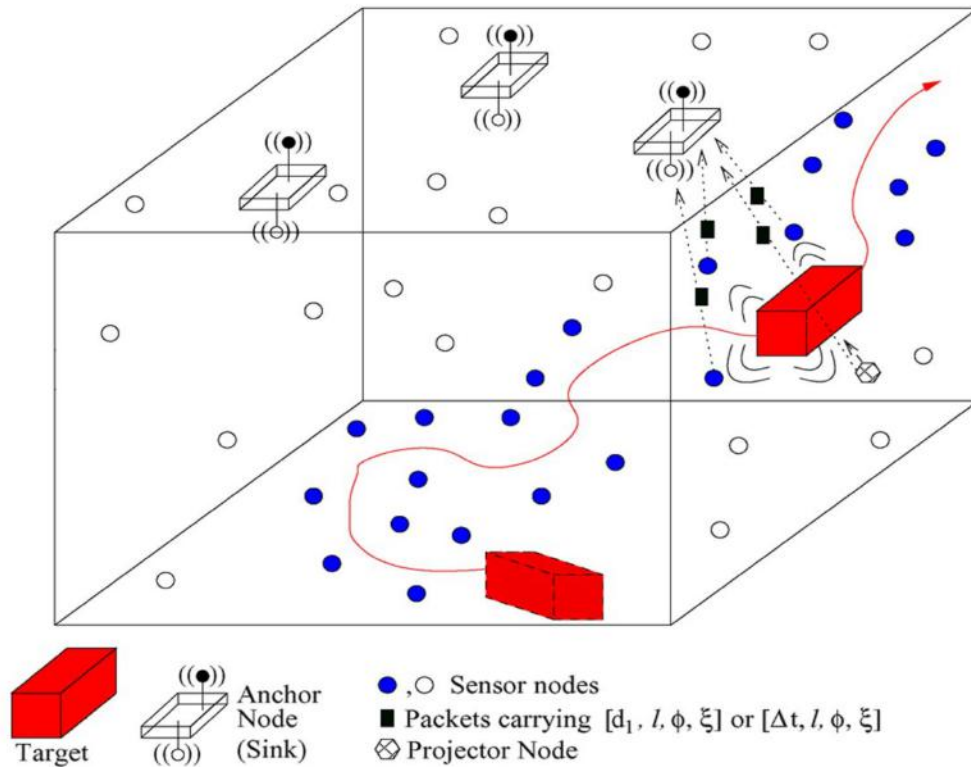 Target
Anchor
Node
(Sink)
, Sensor nodes
Packets carrying [d₁, l, ϕ, ξ] or [Δt, l, ϕ, ξ]
Projector Node